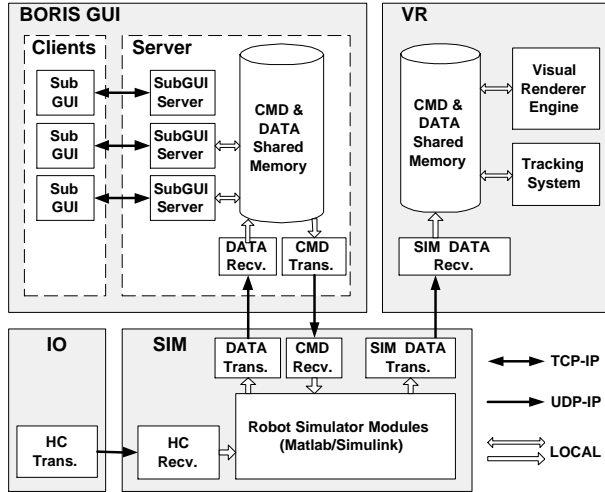 BORIS GUI
VR
Clients
Server
Sub
GUI
SubGUI
Server
Sub
GUI
SubGUI
Server
Sub
GUI
SubGUI
Server
CMD &
DATA
Shared
Memory
DATA
Recv.
CMD
Trans.
CMD &
DATA
Shared
Memory
Visual
Renderer
Engine
Tracking
System
SIM DATA
Recv.
IO
SIM
HC
Trans.
HC
Recv.
DATA
Trans.
CMD
Recv.
SIM DATA
Trans.
Robot Simulator Modules
(Matlab/Simulink)
TCP-IP
UDP-IP
LOCAL